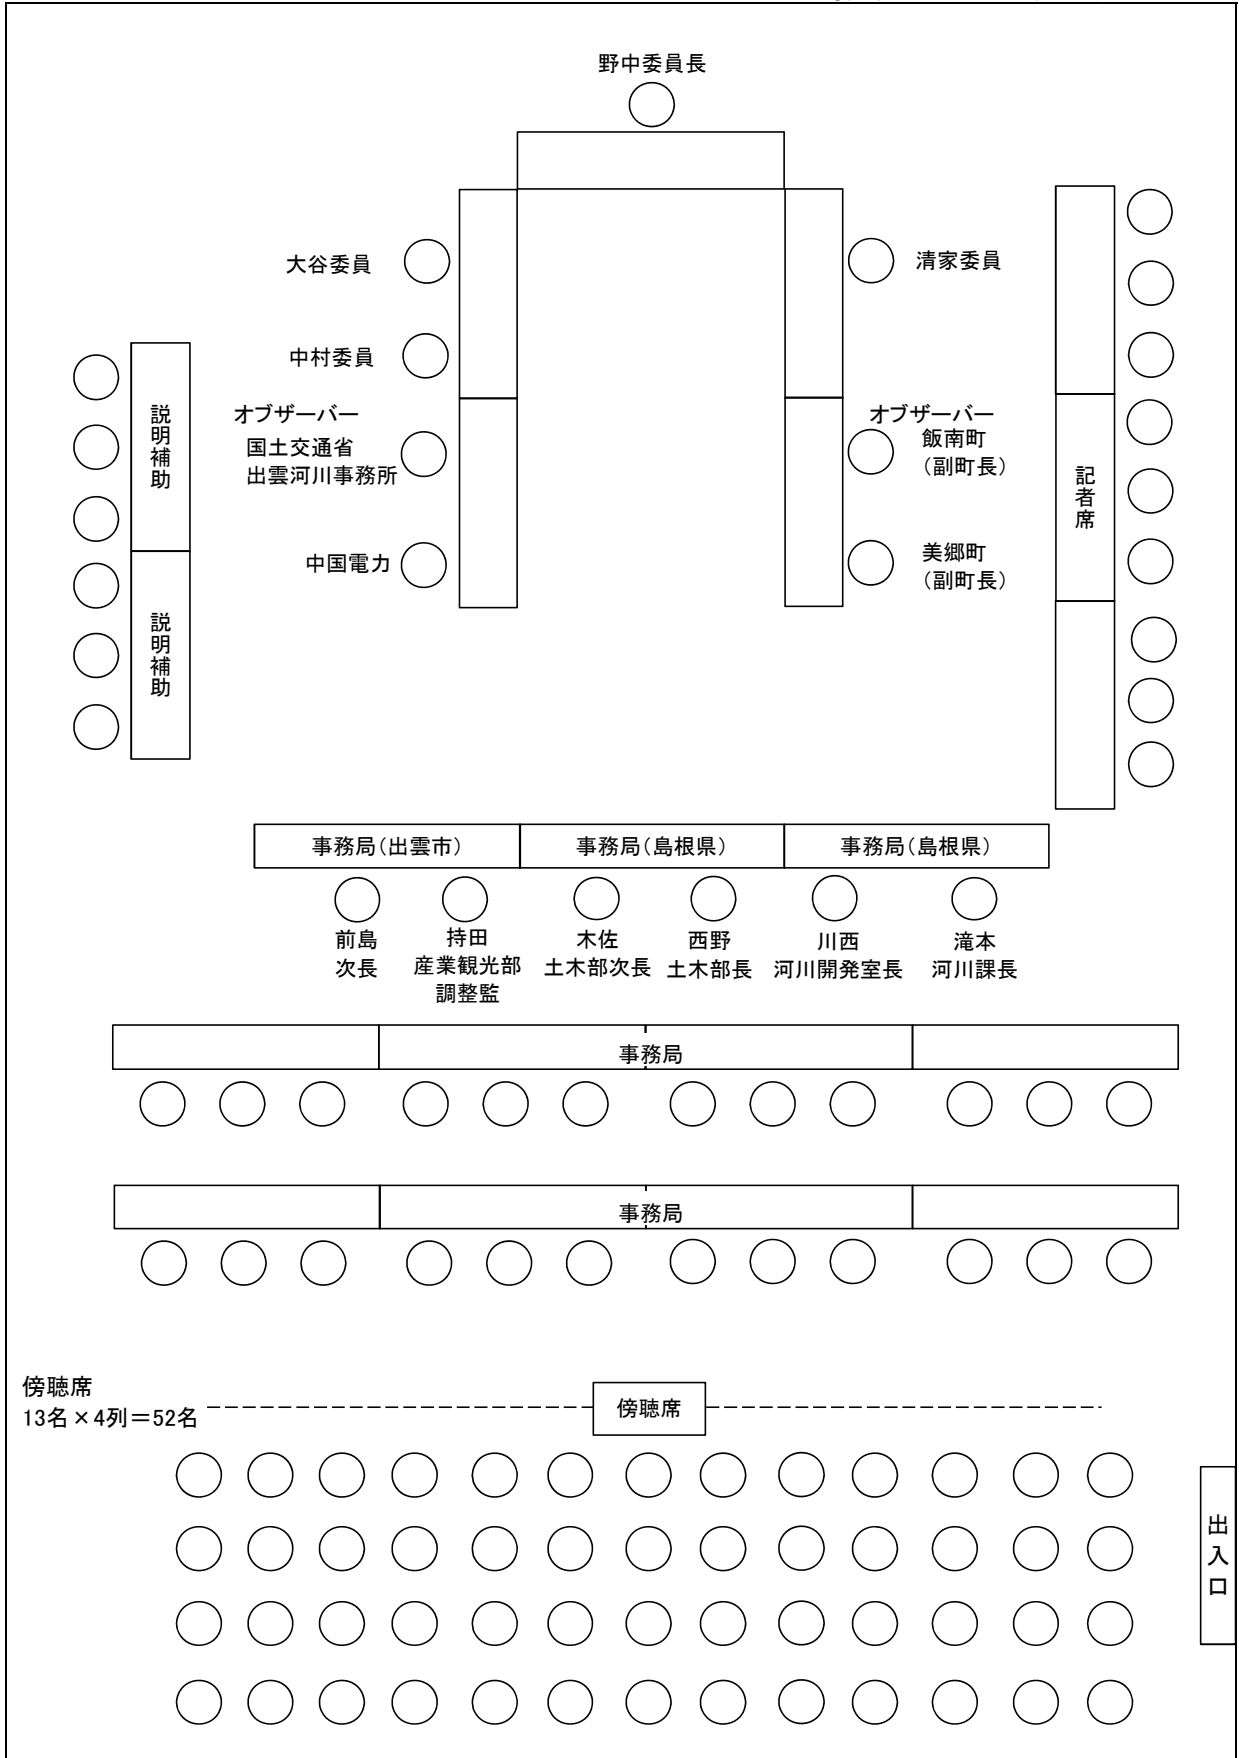 野中委員長
大谷委員
清家委員
中村委員
オブザーバー
国土交通省
出雲河川事務所
オブザーバー
飯南町
（副町長）
中国電力
美郷町
（副町長）
説明補助
説明補助
記者席
事務局（出雲市）
事務局（島根県）
事務局（島根県）
前島
次長
持田
産業観光部
調整監
木佐
土木部次長
西野
土木部長
川西
河川開発室長
滝本
河川課長
事務局
事務局
傍聴席
13名×4列＝52名
傍聴席
出入口